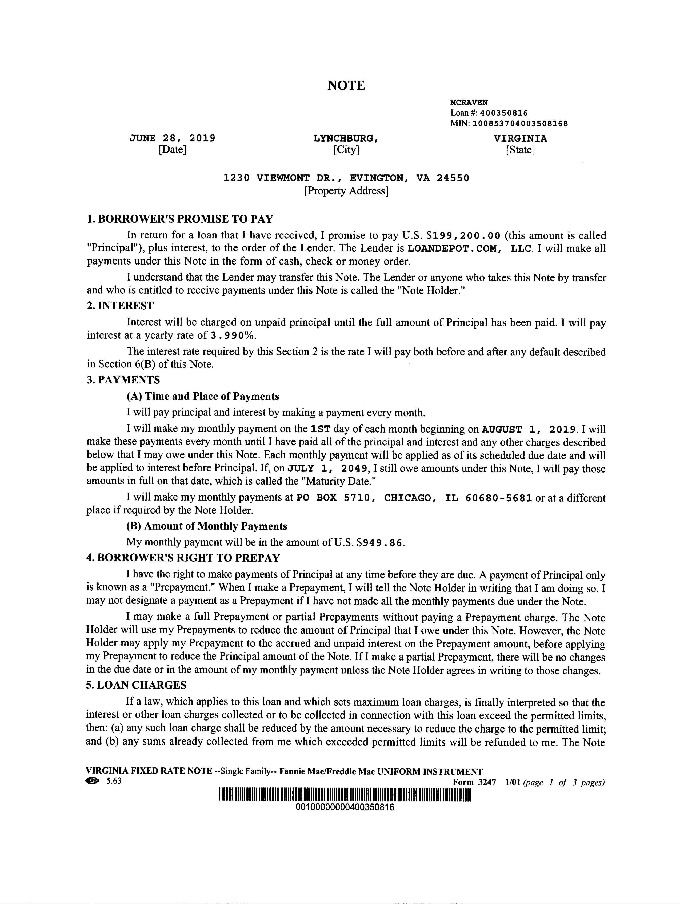 NOTE
MCRAVEN
Loan #: 400350816
MIN: 100853704003508168
JUNE 28, 2019 LYNCHBURG, VIRGINIA
[Date] [City] [State]
1230 VIEWMONT DR., EVINGTON, VA 24550
[Property Address]
1. BORROWER'S PROMISE TO PAY
In return for a loan that I have received, I promise to pay U.S. $199,200.00 (this amount is called
"Principal"), plus interest, to the order of the Lender. The Lender is LOANDEPOT.COM, LLC. I will make all
payments under this Note in the form of cash, check or money order.
I understand that the Lender may transfer this Note. The Lender or anyone who takes this Note by transfer
and who is entitled to receive payments under this Note is called the "Note Holder."
2. INTEREST
Interest will be charged on unpaid principal until the full amount of Principal has been paid. I will pay
interest at a yearly rate of 3.990%.
The interest rate required by this Section 2 is the rate I will pay both before and after any default described
in Section 6(B) of this Note.
3. PAYMENTS
(A) Time and Place of Payments
I will pay principal and interest by making a payment every month.
I will make my monthly payment on the 1ST day of each month beginning on AUGUST 1, 2019. I will
make these payments every month until I have paid all of the principal and interest and any other charges described
below that I may owe under this Note. Each monthly payment will be applied as of its scheduled due date and will
be applied to interest before Principal. If, on JULY 1, 2049, I still owe amounts under this Note, I will pay those
amounts in full on that date, which is called the "Maturity Date."
I will make my monthly payments at PO BOX 5710, CHICAGO, IL 60680-5681 or at a different
place if required by the Note Holder.
(B) Amount of Monthly Payments
My monthly payment will be in the amount of U.S. $949.86.
4. BORROWER'S RIGHT TO PREPAY
I have the right to make payments of Principal at any time before they are due. A payment of Principal only
is known as a "Prepayment." When I make a Prepayment, I will tell the Note Holder in writing that I am doing so. I
may not designate a payment as a Prepayment if I have not made all the monthly payments due under the Note.
I may make a full Prepayment or partial Prepayments without paying a Prepayment charge. The Note
Holder will use my Prepayments to reduce the amount of Principal that I owe under this Note. However, the Note
Holder may apply my Prepayment to the accrued and unpaid interest on the Prepayment amount, before applying
my Prepayment to reduce the Principal amount of the Note. If I make a partial Prepayment, there will be no changes
in the due date or in the amount of my monthly payment unless the Note Holder agrees in writing to those changes.
5. LOAN CHARGES
If a law, which applies to this loan and which sets maximum loan charges, is finally interpreted so that the
interest or other loan charges collected or to be collected in connection with this loan exceed the permitted limits,
then: (a) any such loan charge shall be reduced by the amount necessary to reduce the charge to the permitted limit;
and (b) any sums already collected from me which exceeded permitted limits will be refunded to me. The Note
VIRGINIA FIXED RATE NOTE --Single Family-- Fannie Mae/Freddie Mac UNIFORM INSTRUMENT
5.63 Form 3247 1/01 (page 1 of 3 pages)
00100000000400350816